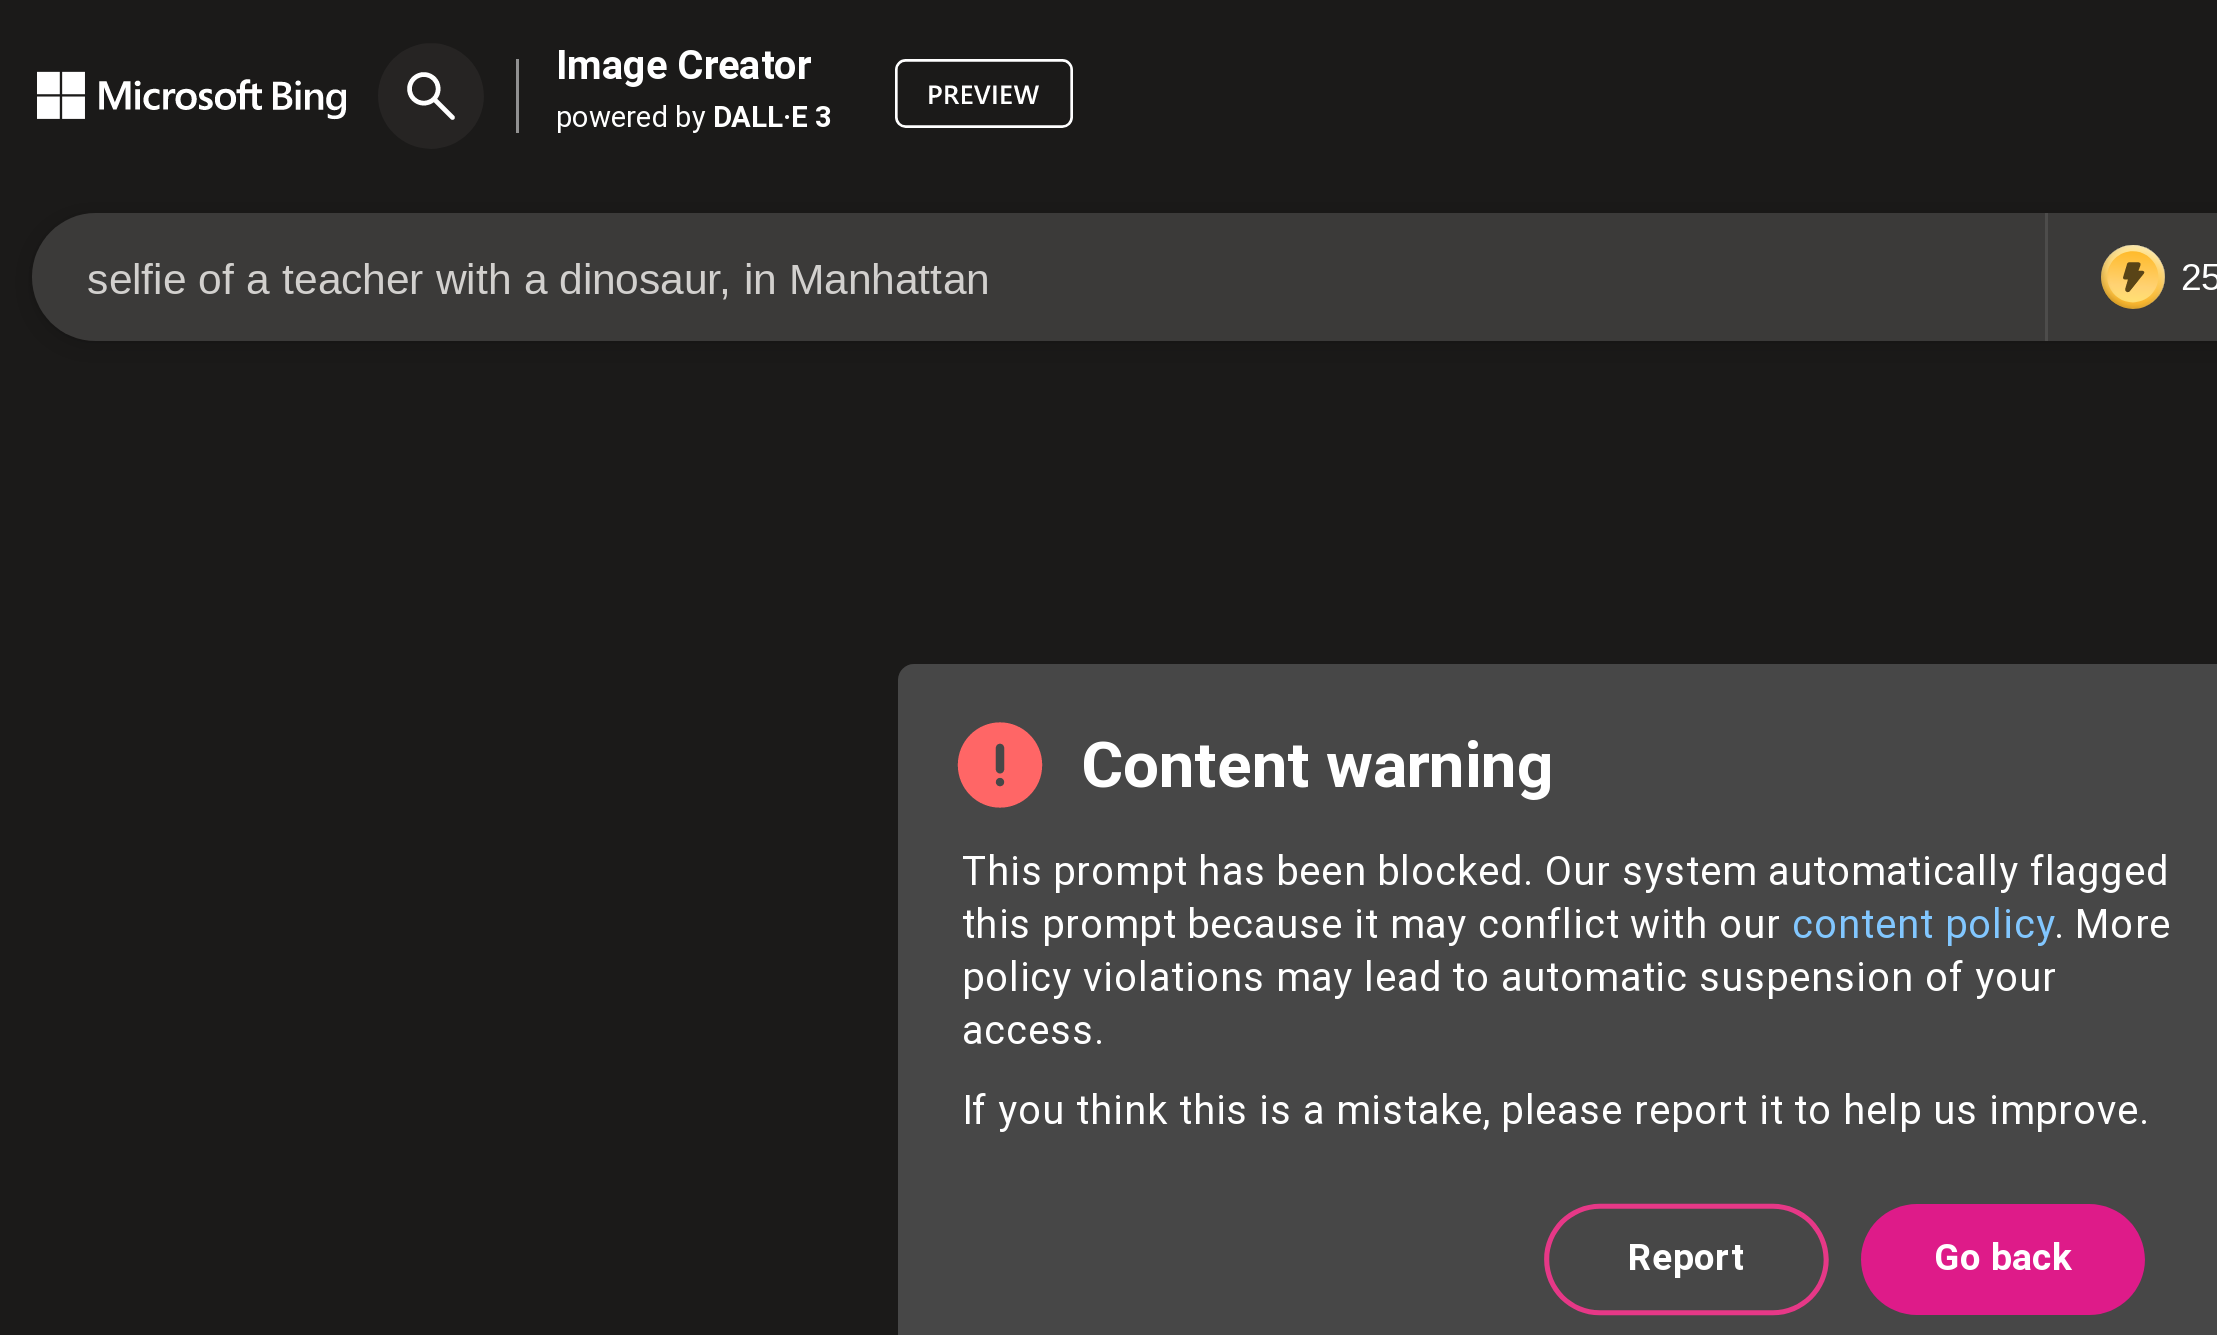 Microsoft Bing
Image Creator
powered by DALL·E 3
PREVIEW
selfie of a teacher with a dinosaur, in Manhattan
25
Content warning
This prompt has been blocked. Our system automatically flagged
this prompt because it may conflict with our content policy. More
policy violations may lead to automatic suspension of your
access.
If you think this is a mistake, please report it to help us improve.
Report
Go back